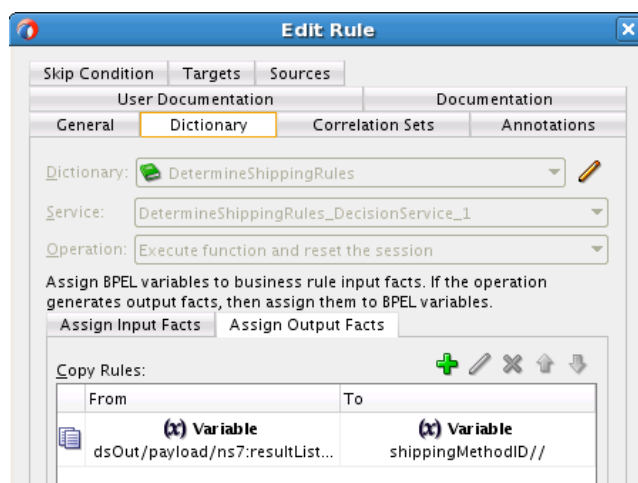 Edit Rule
Skip Condition Targets Sources
User Documentation Documentation
General Dictionary Correlation Sets Annotations
Dictionary: DetermineShippingRules
Service: DetermineShippingRules_DecisionService_1
Operation: Execute function and reset the session
Assign BPEL variables to business rule input facts. If the operation
generates output facts, then assign them to BPEL variables.
Assign Input Facts Assign Output Facts
Copy Rules:
From To
(x) Variable (x) Variable
dsOut/payload/ns7:resultList... shippingMethodID//